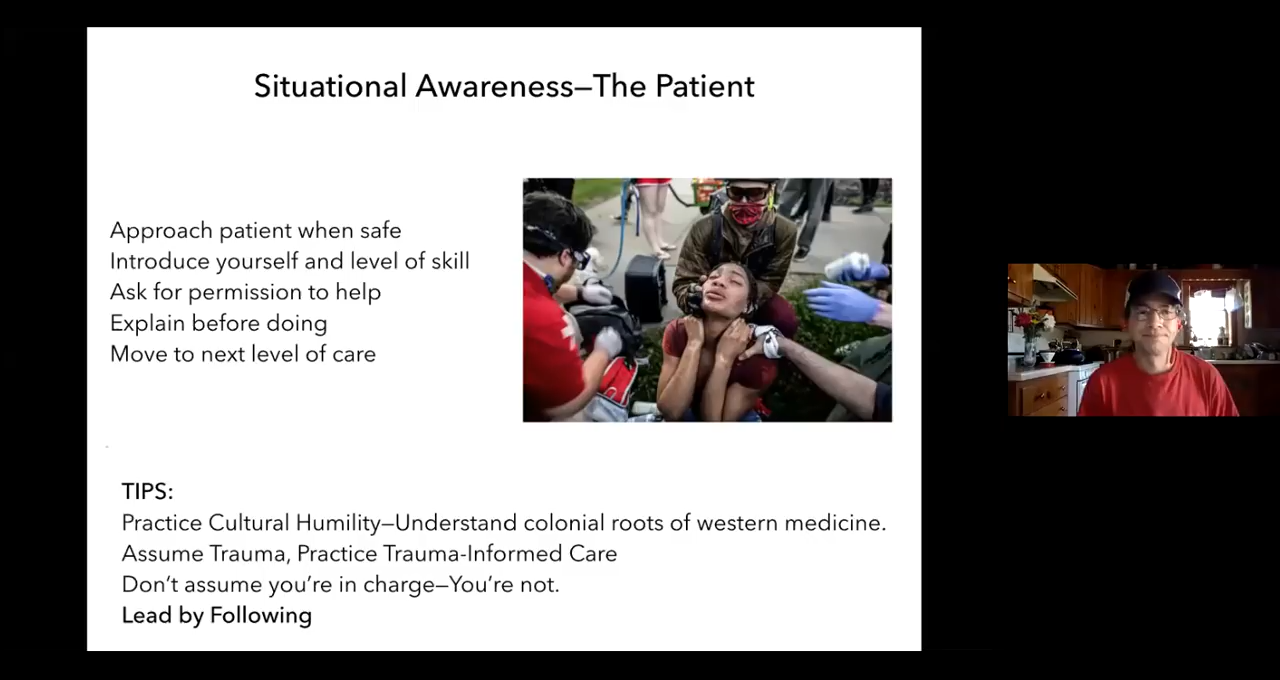 Situational Awareness—The Patient
Approach patient when safe
Introduce yourself and level of skill
Ask for permission to help
Explain before doing
Move to next level of care
TIPS:
Practice Cultural Humility—Understand colonial roots of western medicine.
Assume Trauma, Practice Trauma-Informed Care
Don’t assume you’re in charge—You’re not.
Lead by Following